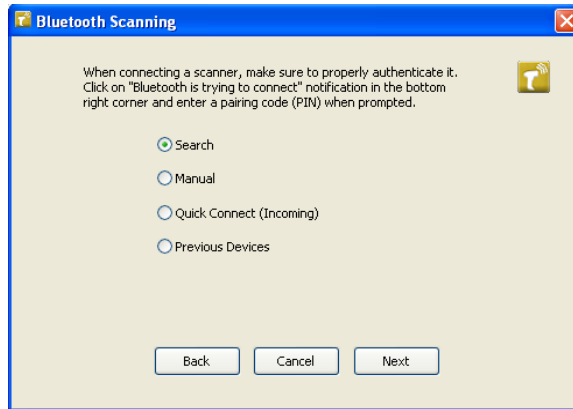 Bluetooth Scanning
When connecting a scanner, make sure to properly authenticate it.
Click on "Bluetooth is trying to connect" notification in the bottom
right corner and enter a pairing code (PIN) when prompted.
Search
Manual
Quick Connect (Incoming)
Previous Devices
Back Cancel Next